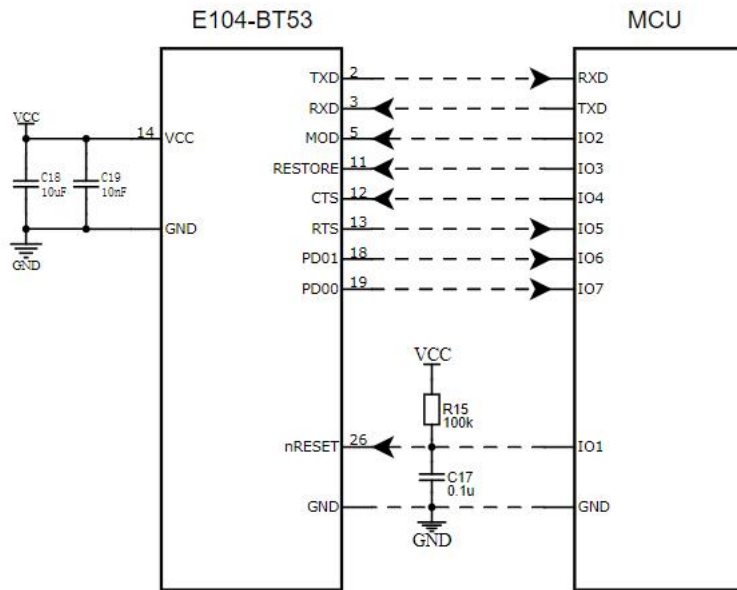 E104-BT53 MCU
TXD 2 RXD
RXD 3 TXD
VCC 14 VCC MOD 5 IO2
RESTORE 11 IO3
C18 10uF C19 10nF CTS 12 IO4
GND RTS 13 IO5
GND PD01 18 IO6
PD00 19 IO7
VCC
R15
100k
nRESET 26 IO1
C17
0.1u
GND GND
GND